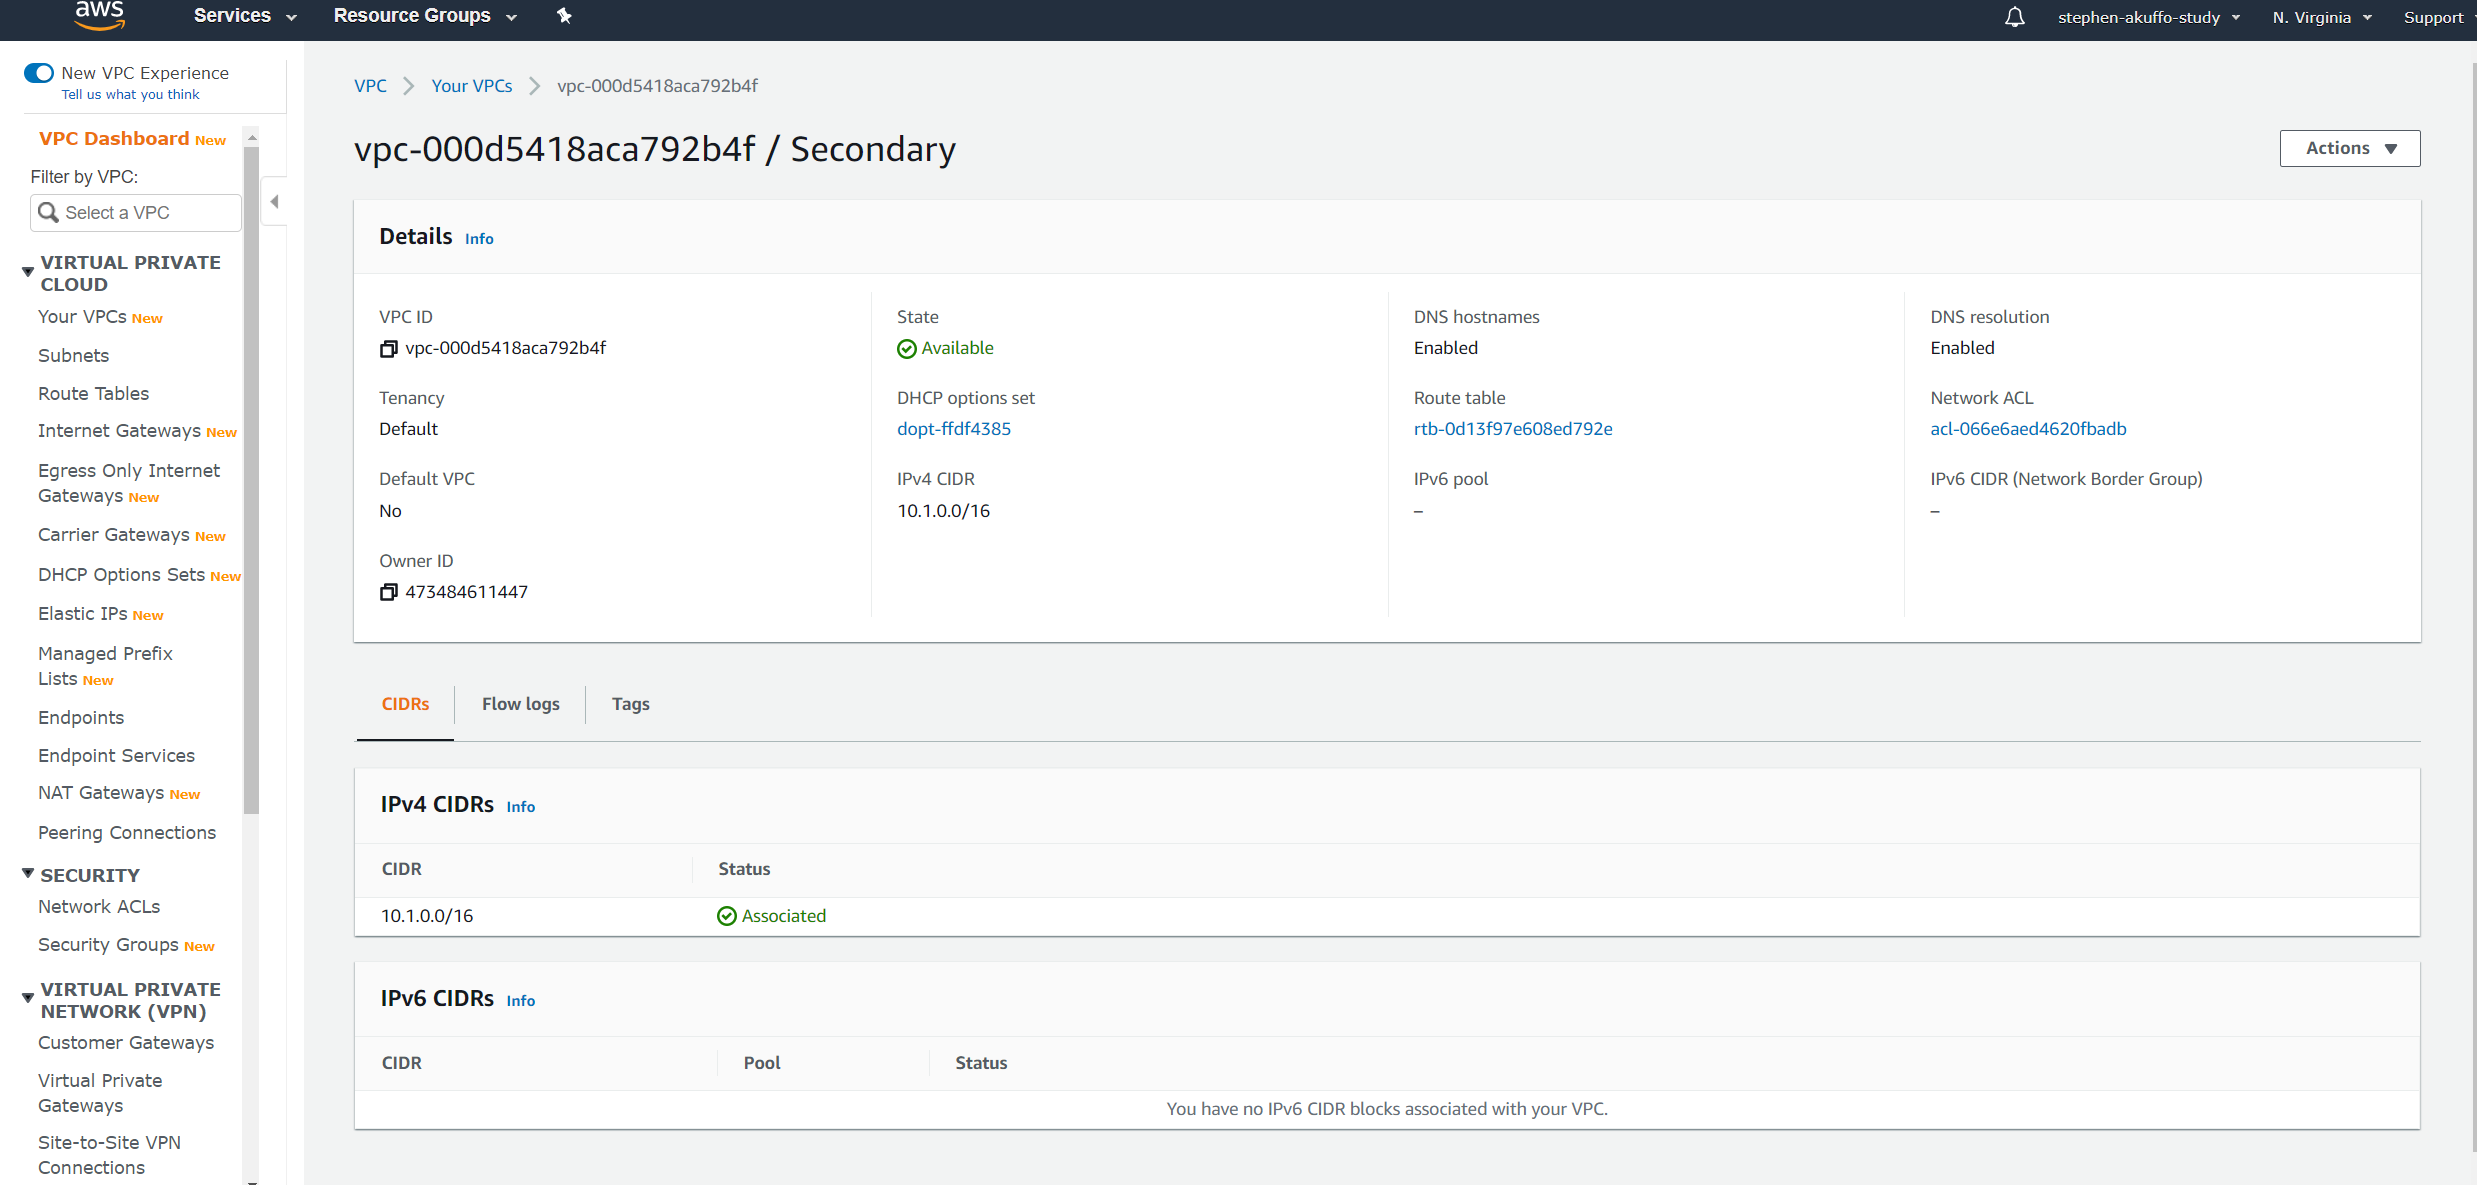 aws
Services
Resource Groups
stephen-akuffo-study
N. Virginia
Support
New VPC Experience
Tell us what you think
VPC Dashboard New
Filter by VPC:
Select a VPC
VIRTUAL PRIVATE
CLOUD
Your VPCs New
Subnets
Route Tables
Internet Gateways New
Egress Only Internet
Gateways New
Carrier Gateways New
DHCP Options Sets New
Elastic IPs New
Managed Prefix
Lists New
Endpoints
Endpoint Services
NAT Gateways New
Peering Connections
SECURITY
Network ACLs
Security Groups New
VIRTUAL PRIVATE
NETWORK (VPN)
Customer Gateways
Virtual Private
Gateways
Site-to-Site VPN
Connections
VPC
Your VPCs
vpc-000d5418aca792b4f
vpc-000d5418aca792b4f / Secondary
Actions
Details Info
VPC ID
vpc-000d5418aca792b4f
State
Available
DNS hostnames
Enabled
DNS resolution
Enabled
Tenancy
Default
DHCP options set
dopt-ffdf4385
Route table
rtb-0d13f97e608ed792e
Network ACL
acl-066e6aed4620fbadb
Default VPC
No
IPv4 CIDR
10.1.0.0/16
IPv6 pool
–
IPv6 CIDR (Network Border Group)
–
Owner ID
473484611447
CIDRs
Flow logs
Tags
IPv4 CIDRs Info
CIDR Status
10.1.0.0/16 Associated
IPv6 CIDRs Info
CIDR Pool Status
You have no IPv6 CIDR blocks associated with your VPC.